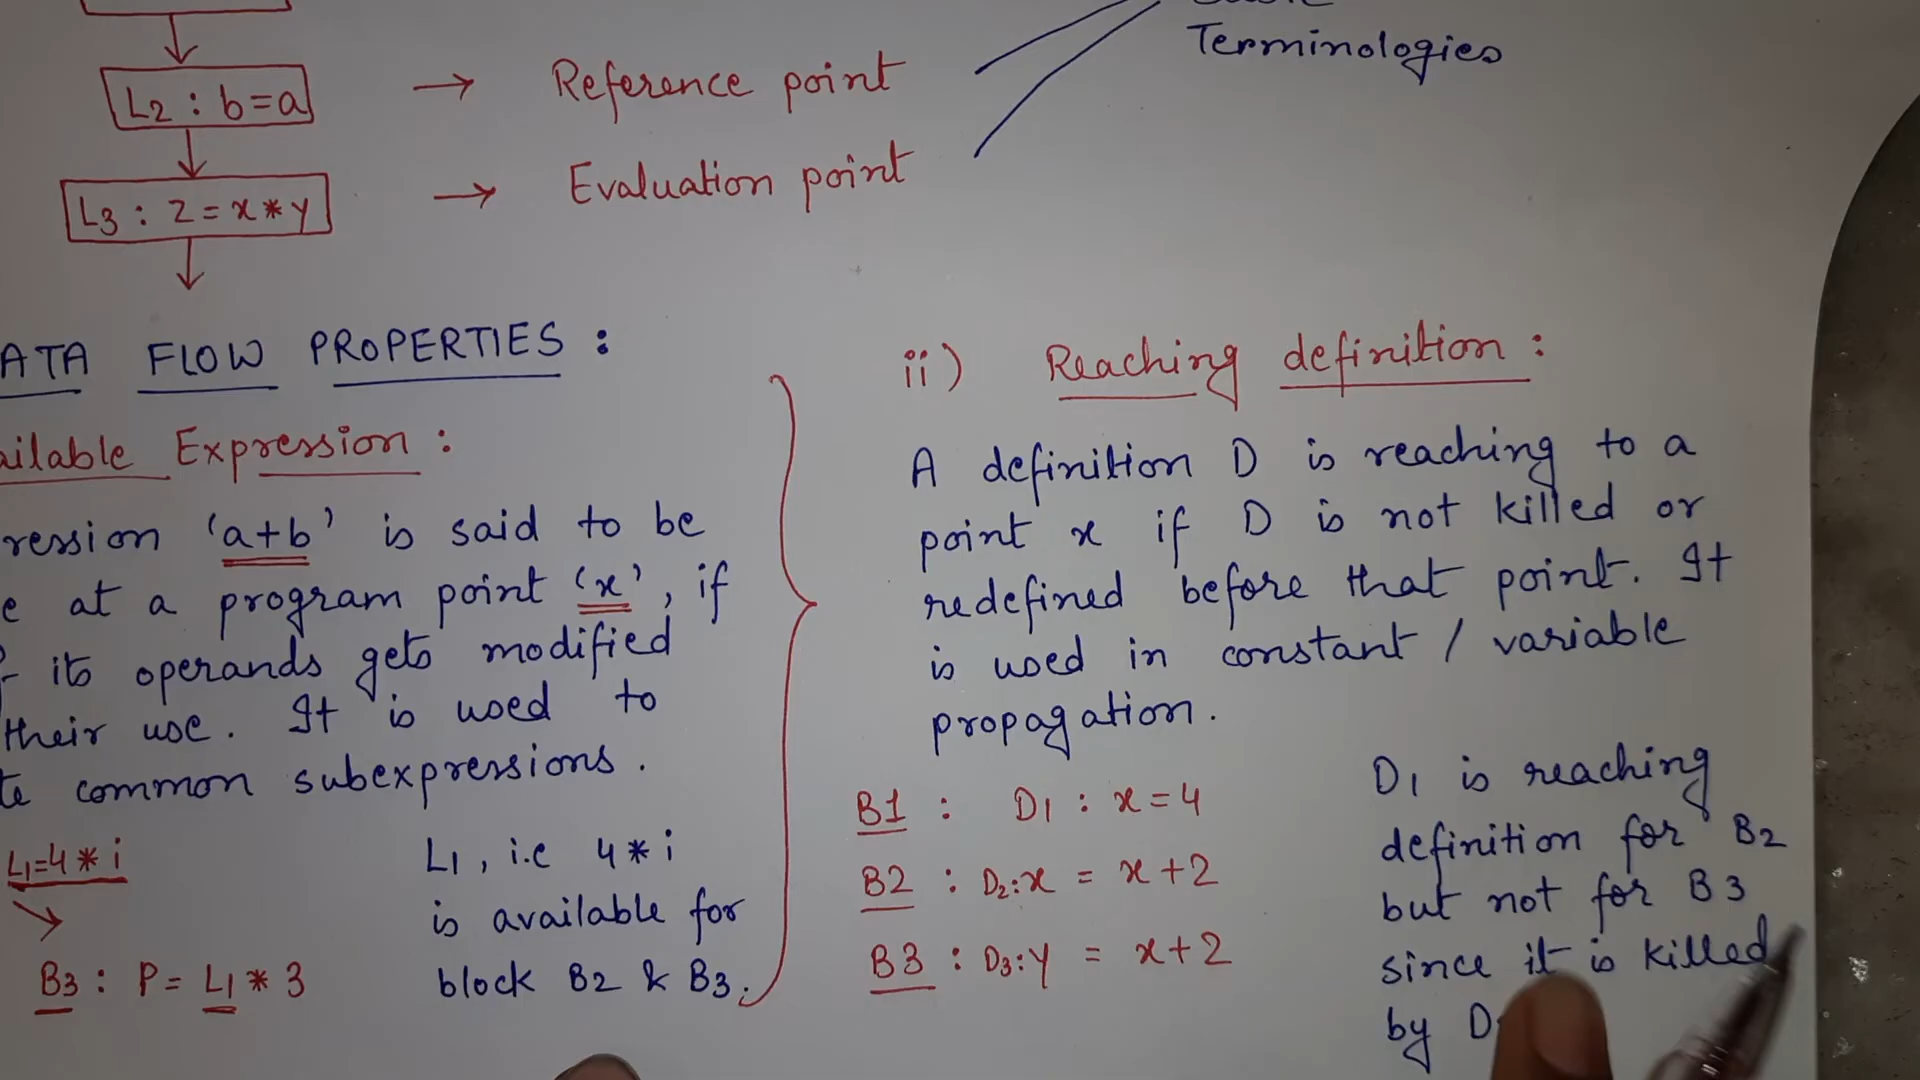 Terminologies
L2 : b=a → Reference point
L3 : z=x*y → Evaluation point
ATA FLOW PROPERTIES :
ailable Expression :
ression 'a+b' is said to be
e at a program point 'x', if
its operands gets modified
their use. It is used to
te common subexpressions.
L1=4*i
B3 : P= L1*3
L1, i.e 4*i
is available for
block B2 & B3.
ii) Reaching definition :
A definition D is reaching to a
point x if D is not killed or
redefined before that point. It
is used in constant / variable
propagation.
B1 : D1 : x=4
B2 : D2:x = x+2
B3 : D3:y = x+2
D1 is reaching
definition for B2
but not for B3
since it is killed
by D